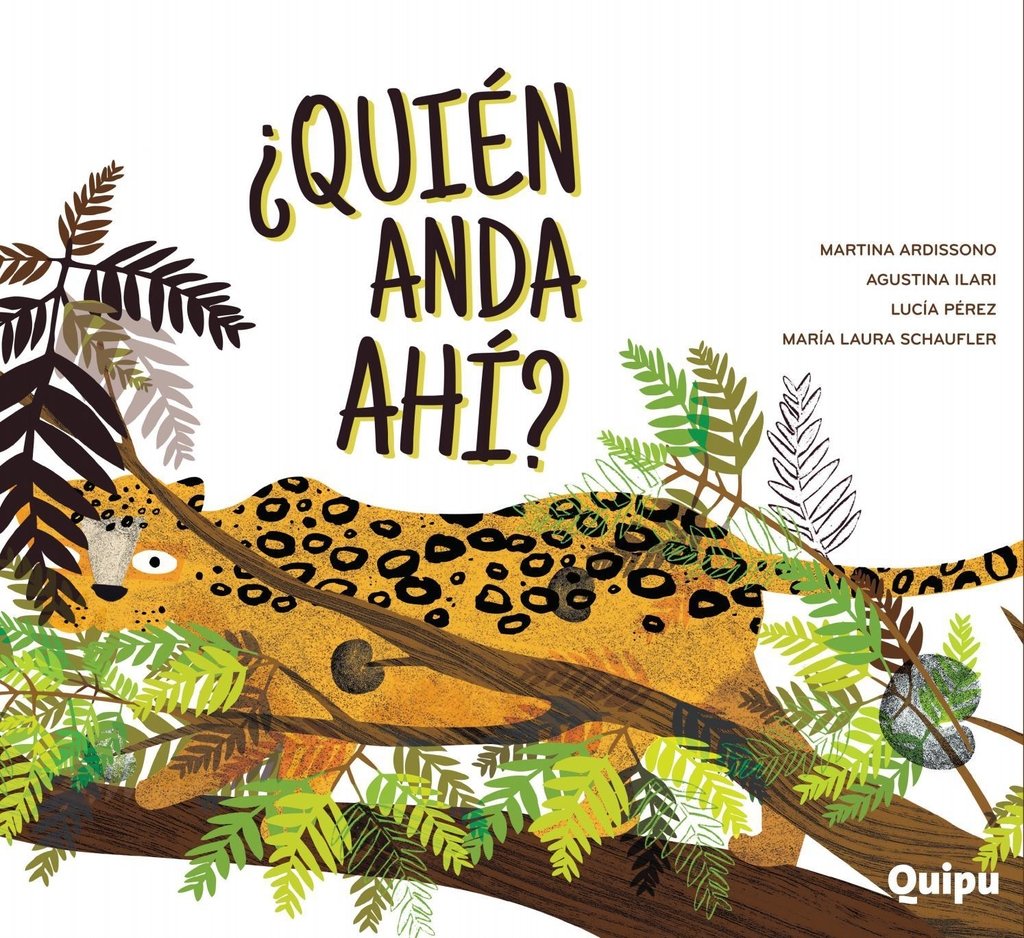 ¿QUIÉN
ANDA
AHÍ?
MARTINA ARDISSONO
AGUSTINA ILARI
LUCÍA PÉREZ
MARÍA LAURA SCHAUFLER
Quipu